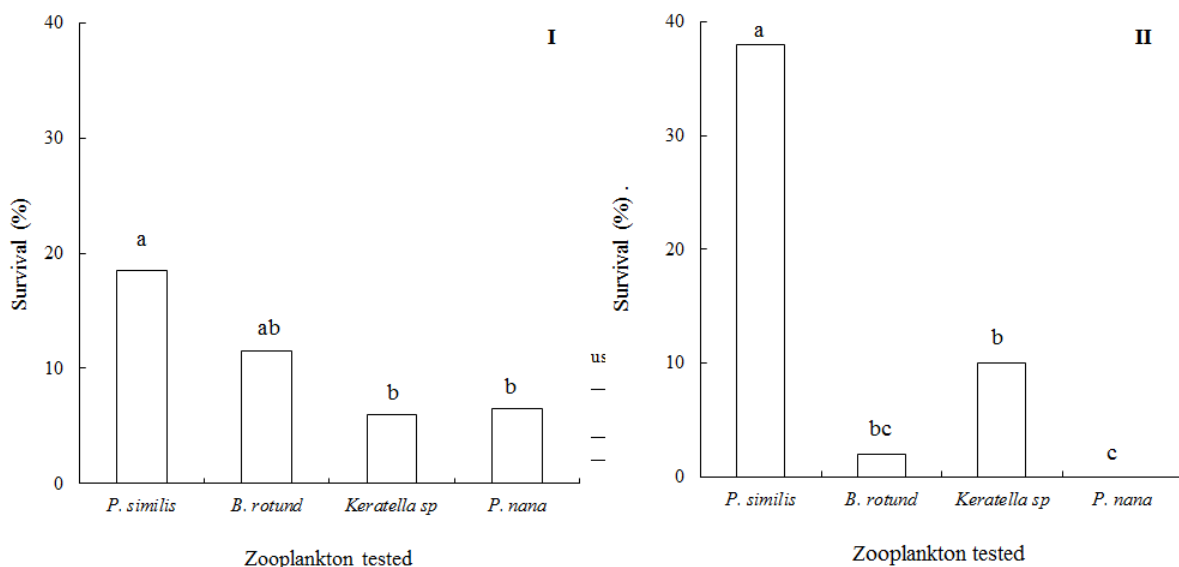 I
40
30
20
10
0
Survival (%)
a
ab
b
b
P. similis B. rotund Keratella sp P. nana
Zooplankton tested
us
II
40
30
20
10
0
Survival (%) .
a
bc
b
c
P. similis B. rotund Keratella sp P. nana
Zooplankton tested